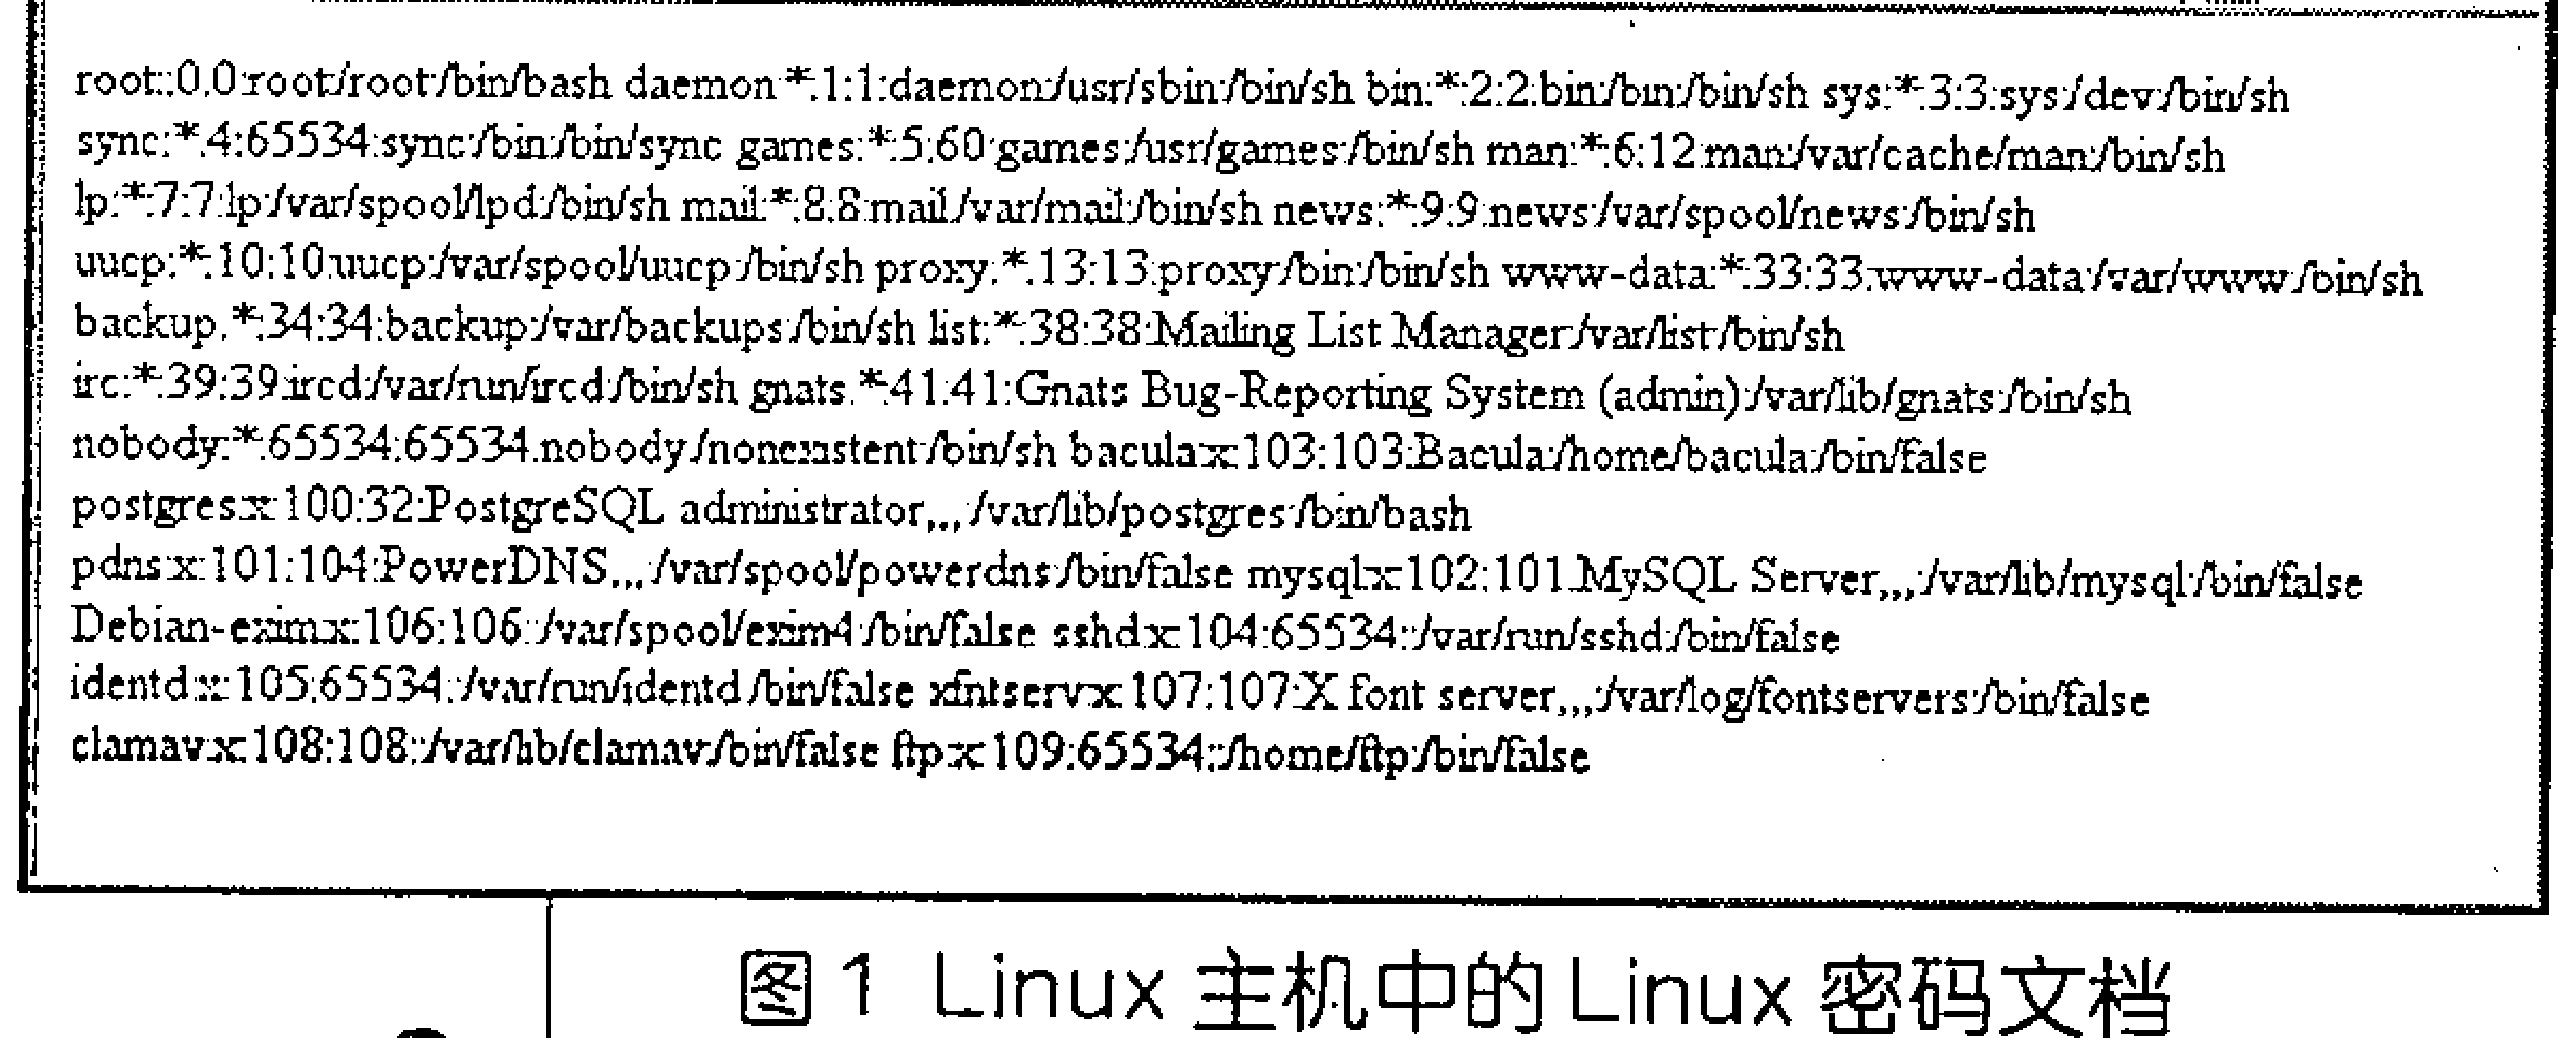 root::0:0:root:/root:/bin/bash daemon:*:1:1:daemon:/usr/sbin:/bin/sh bin:*:2:2:bin:/bin:/bin/sh sys:*:3:3:sys:/dev:/bin/sh
sync:*:4:65534:sync:/bin:/bin/sync games:*:5:60:games:/usr/games:/bin/sh man:*:6:12:man:/var/cache/man:/bin/sh
lp:*:7:7:lp:/var/spool/lpd:/bin/sh mail:*:8:8:mail:/var/mail:/bin/sh news:*:9:9:news:/var/spool/news:/bin/sh
uucp:*:10:10:uucp:/var/spool/uucp:/bin/sh proxy:*:13:13:proxy:/bin:/bin/sh www-data:*:33:33:www-data:/var/www:/bin/sh
backup:*:34:34:backup:/var/backups:/bin/sh list:*:38:38:Mailing List Manager:/var/list:/bin/sh
irc:*:39:39:ircd:/var/run/ircd:/bin/sh gnats:*:41:41:Gnats Bug-Reporting System (admin):/var/lib/gnats:/bin/sh
nobody:*:65534:65534:nobody:/nonexistent:/bin/sh bacula:x:103:103:Bacula:/home/bacula:/bin/false
postgres:x:100:32:PostgreSQL administrator,,,:/var/lib/postgres:/bin/bash
pdns:x:101:104:PowerDNS,,,:/var/spool/powerdns:/bin/false mysql:x:102:101:MySQL Server,,,:/var/lib/mysql:/bin/false
Debian-exim:x:106:106::/var/spool/exim4:/bin/false sshd:x:104:65534::/var/run/sshd:/bin/false
identd:x:105:65534::/var/run/identd:/bin/false xfntserv:x:107:107:X font server,,,:/var/log/fontservers:/bin/false
clamav:x:108:108::/var/lib/clamav:/bin/false ftp:x:109:65534::/home/ftp:/bin/false
图1 Linux 主机中的 Linux 密码文档